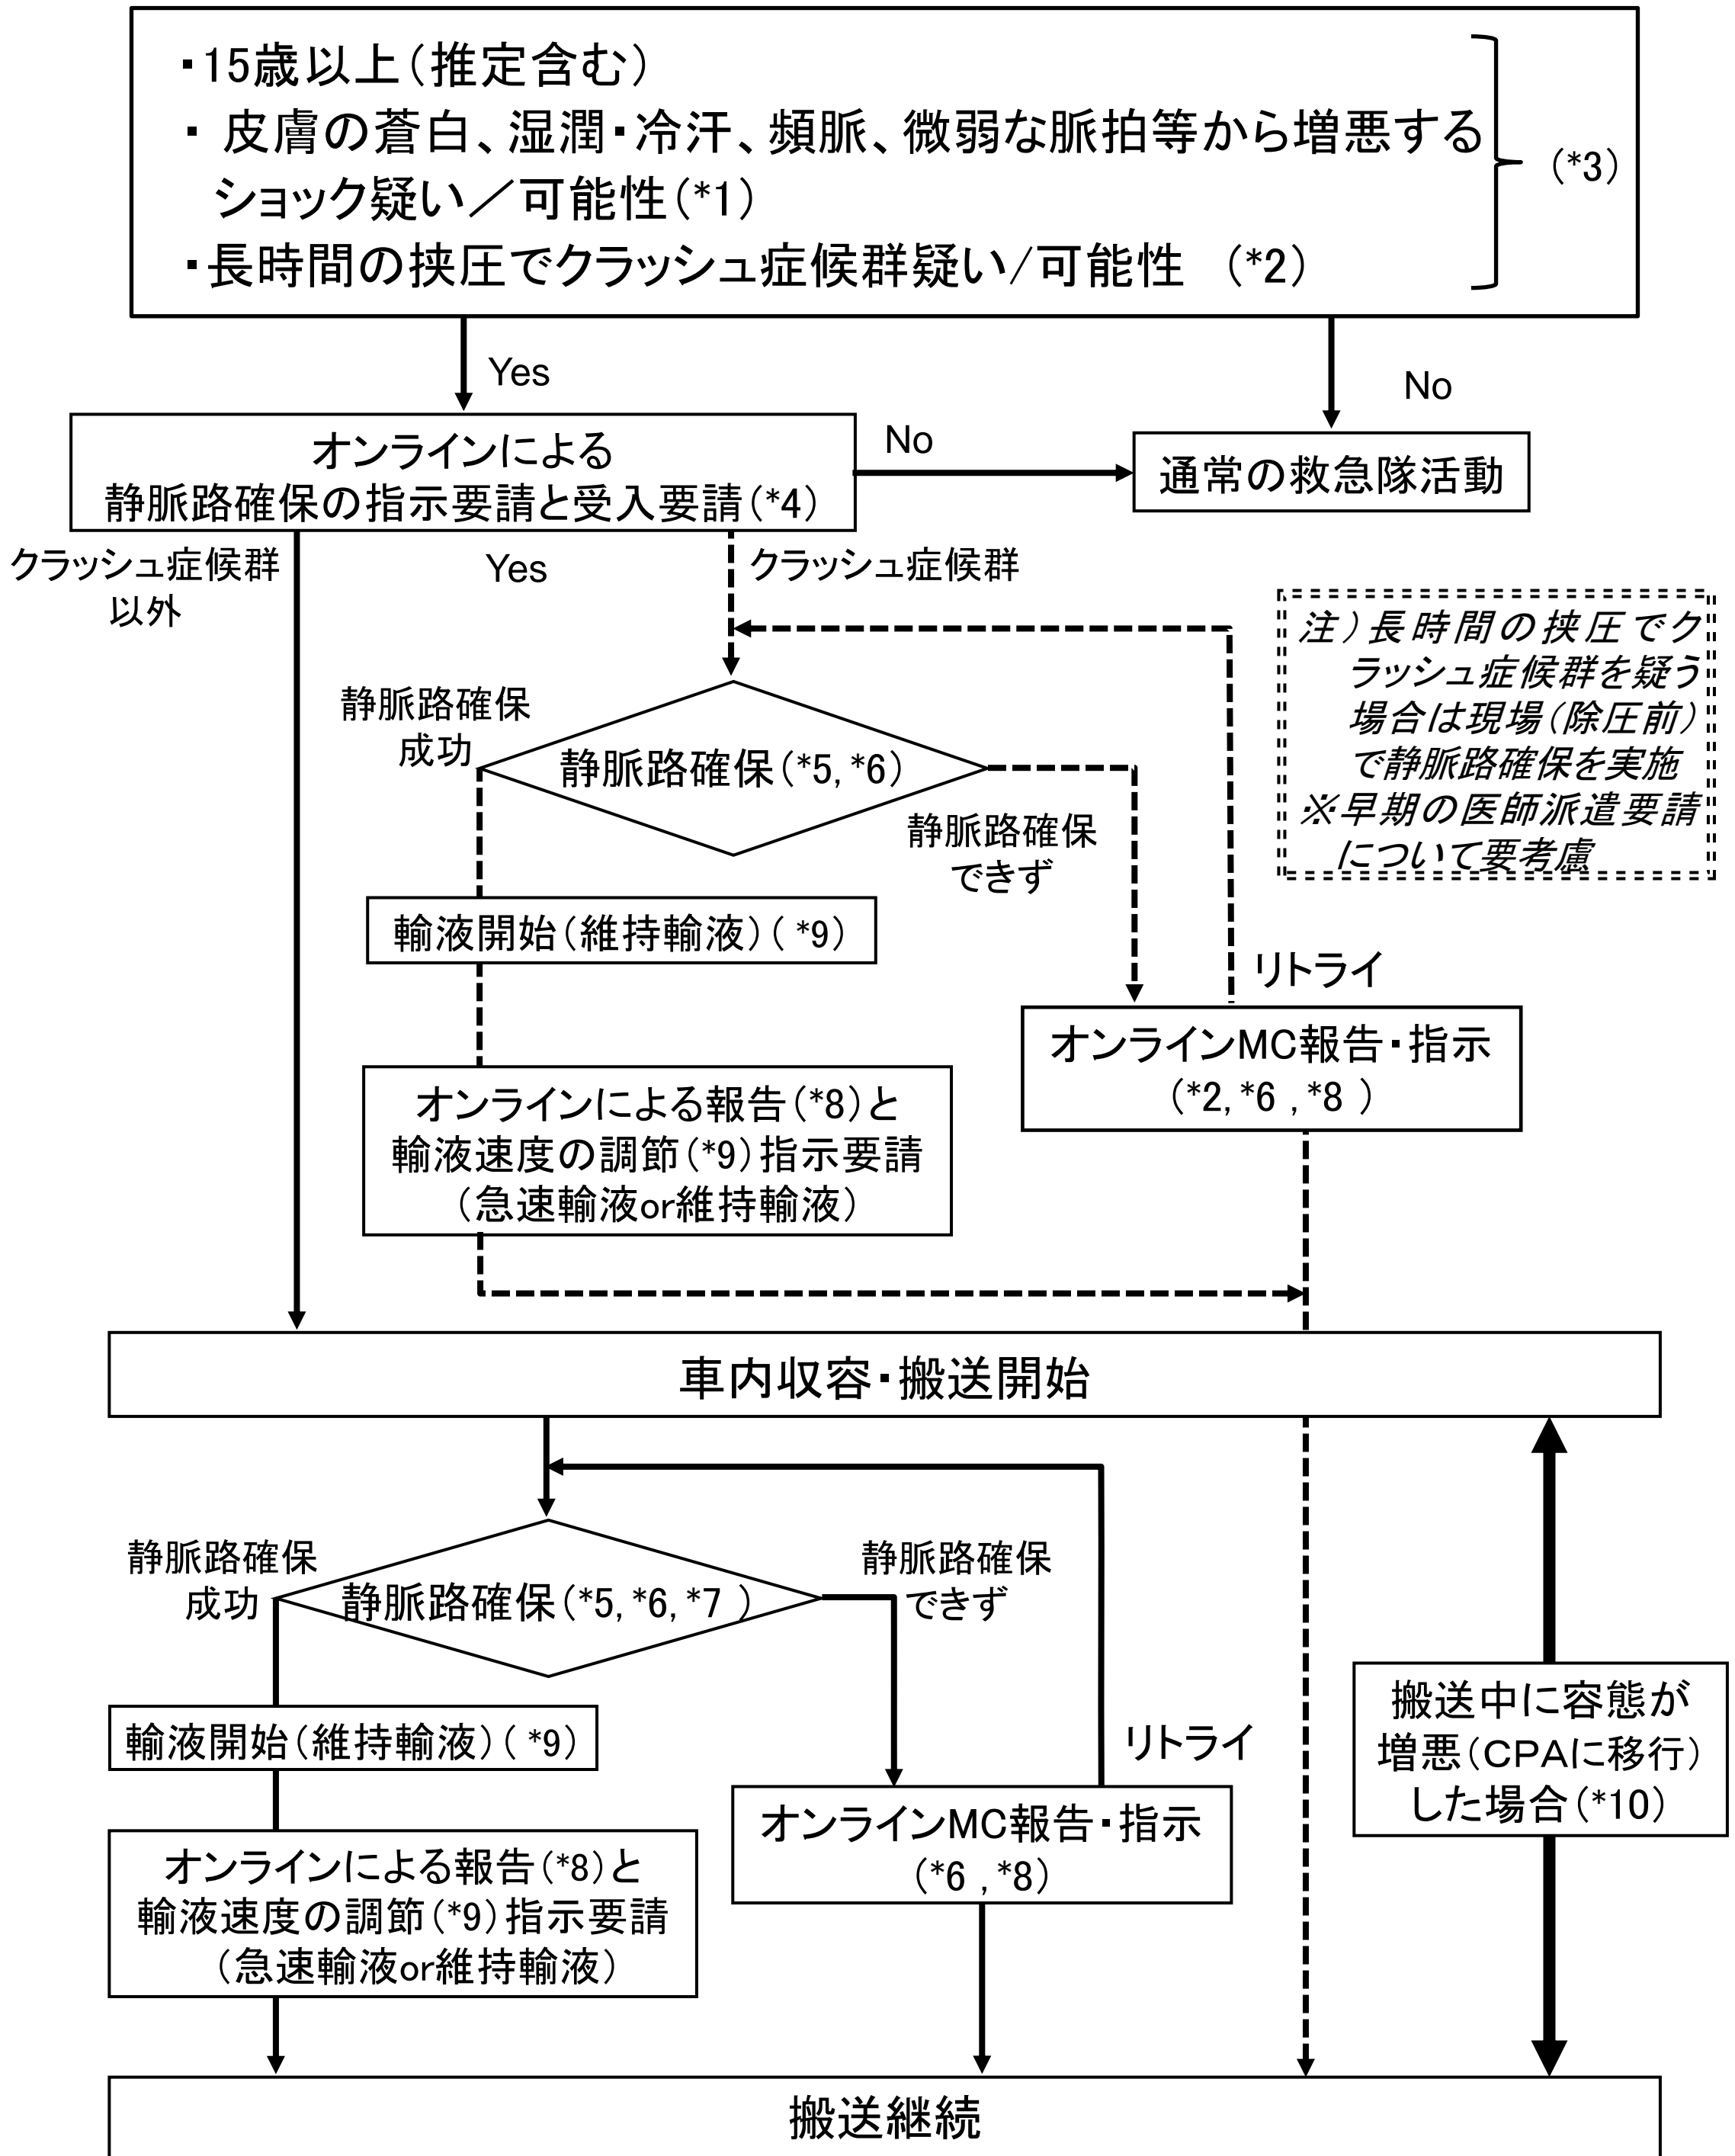 ・15歳以上(推定含む)
・ 皮膚の蒼白、湿潤・冷汗、頻脈、微弱な脈拍等から増悪する
ショック疑い／可能性(*1)
・長時間の挟圧でクラッシュ症候群疑い/可能性 (*2)
(*3)
Yes
No
オンラインによる
静脈路確保の指示要請と受入要請(*4)
No
通常の救急隊活動
クラッシュ症候群
以外
Yes
クラッシュ症候群
注)長時間の挟圧でク
ラッシュ症候群を疑う
場合は現場(除圧前)
で静脈路確保を実施
※早期の医師派遣要請
について要考慮
静脈路確保
成功
静脈路確保(*5,*6)
静脈路確保
できず
輸液開始(維持輸液)( *9)
リトライ
オンラインMC報告・指示
(*2,*6 ,*8 )
オンラインによる報告(*8)と
輸液速度の調節(*9)指示要請
(急速輸液or維持輸液)
車内収容・搬送開始
静脈路確保
成功
静脈路確保(*5,*6,*7 )
静脈路確保
できず
輸液開始(維持輸液)( *9)
リトライ
搬送中に容態が
増悪(CPAに移行)
した場合(*10)
オンラインMC報告・指示
(*6 ,*8)
オンラインによる報告(*8)と
輸液速度の調節(*9)指示要請
(急速輸液or維持輸液)
搬送継続